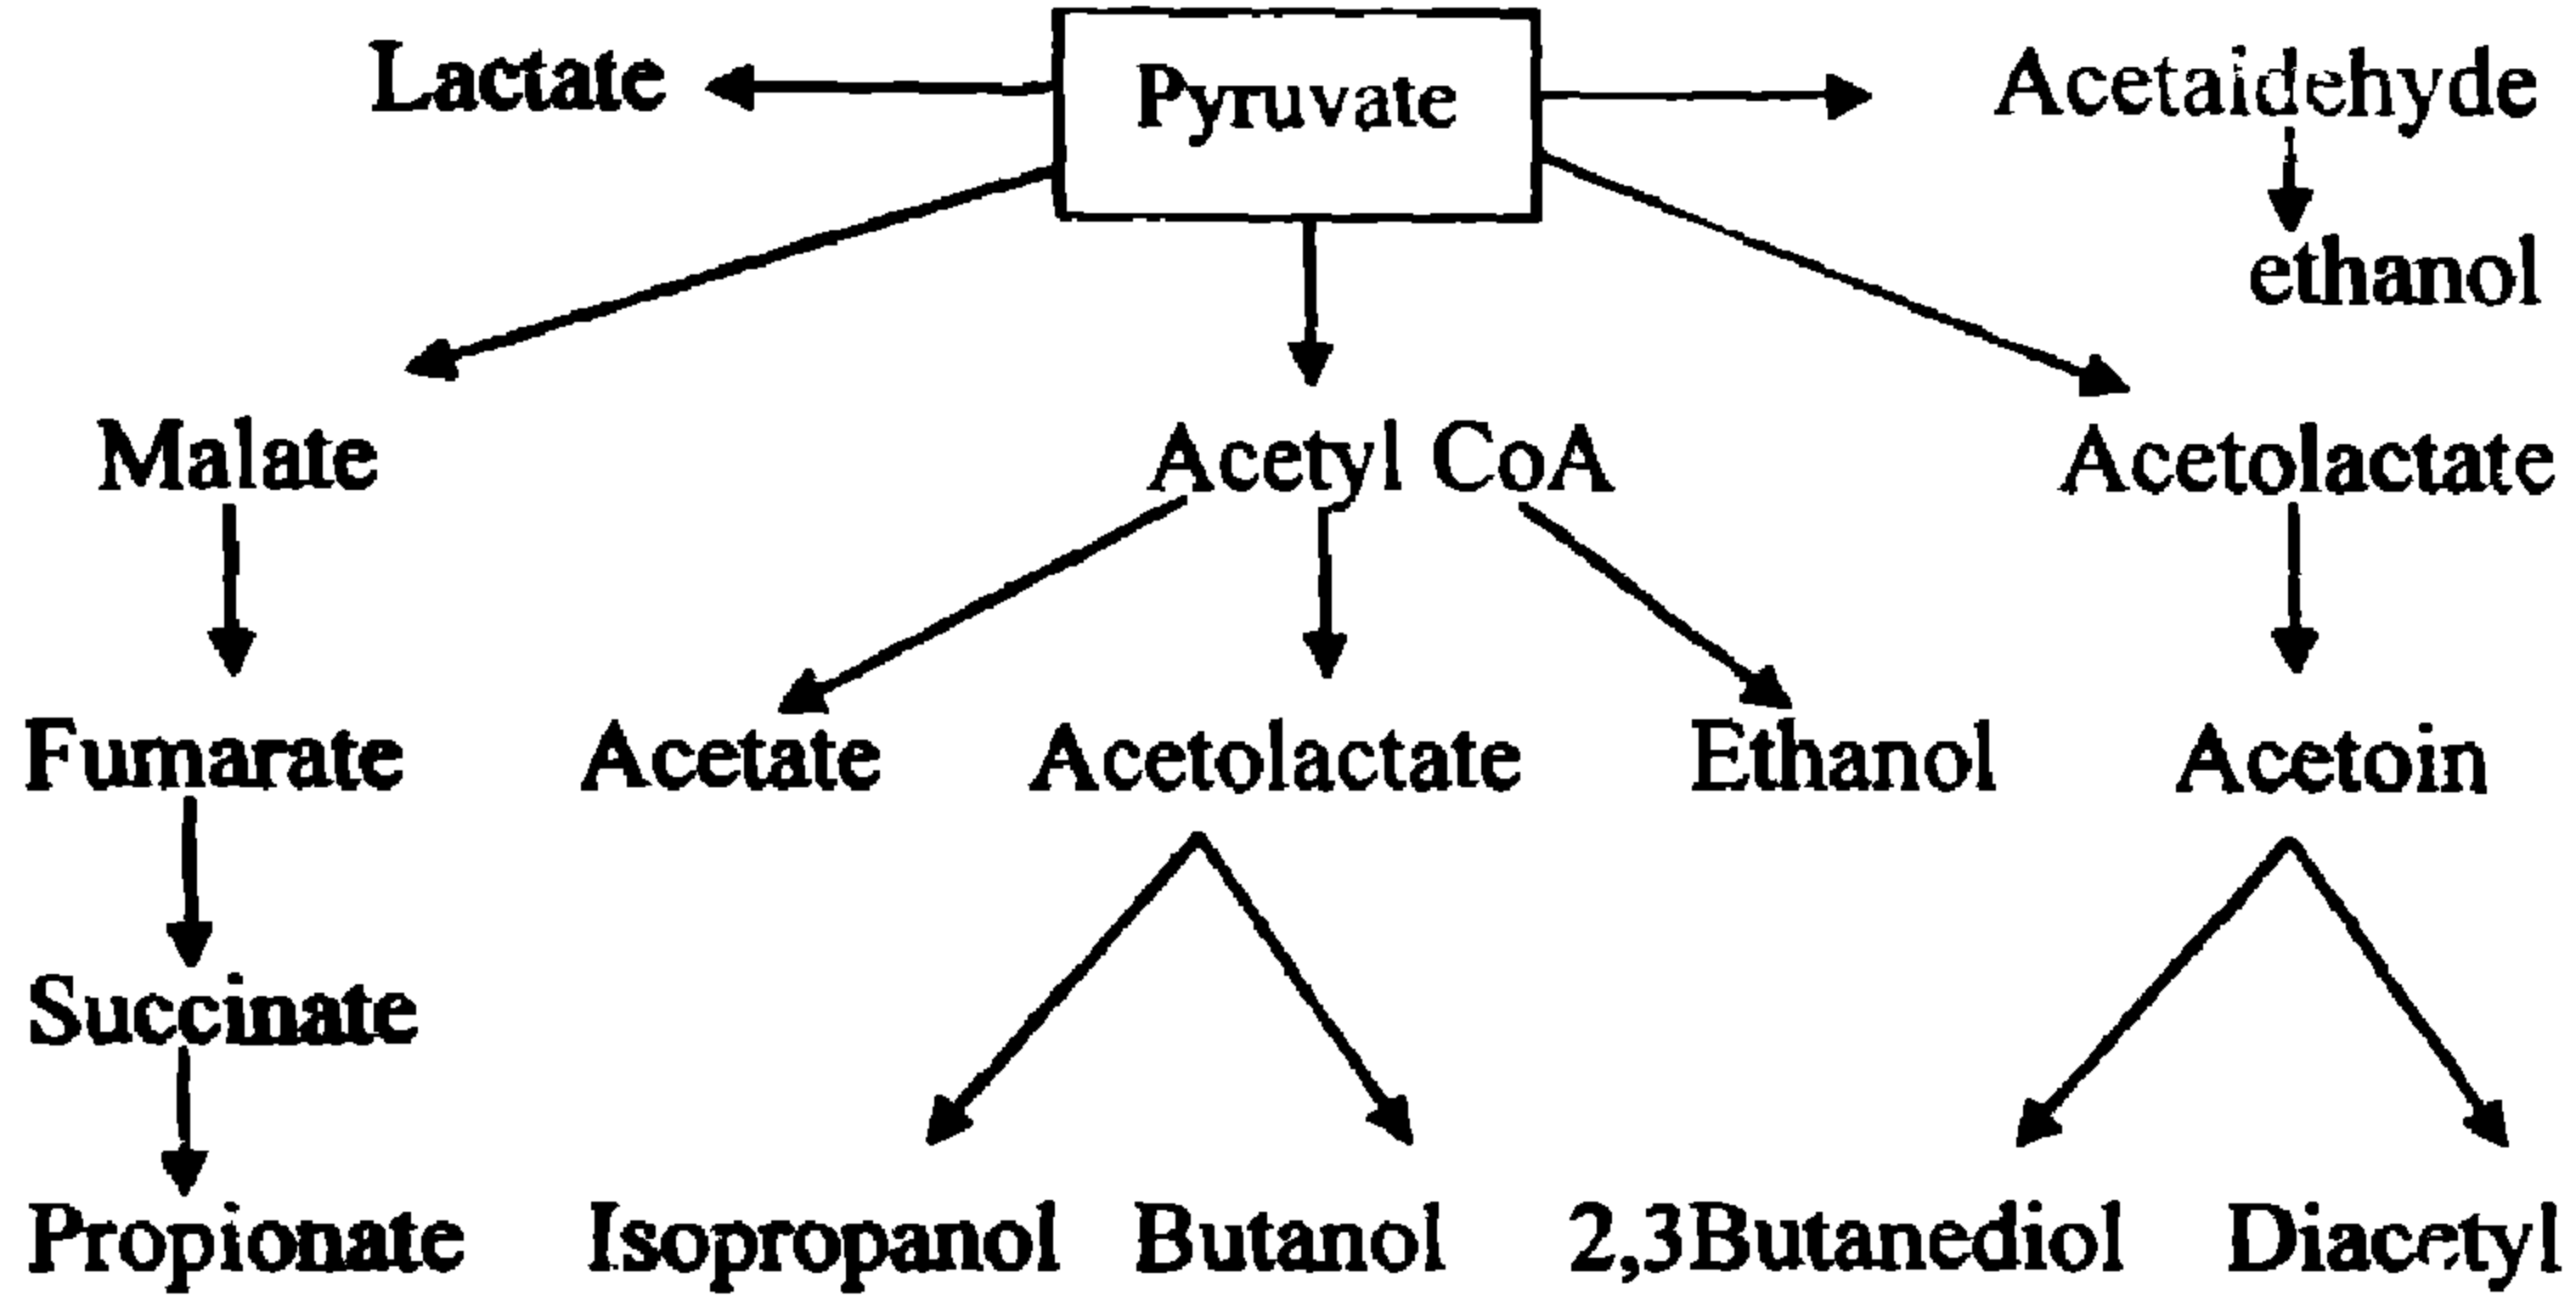 Lactate
Pyruvate
Acetaidehyde
ethanol
Malate
Acetyl CoA
Acetolactate
Fumarate
Acetate
Acetolactate
Ethanol
Acetoin
Succinate
Propionate
Isopropanol
Butanol
2,3Butanediol
Diacetyl